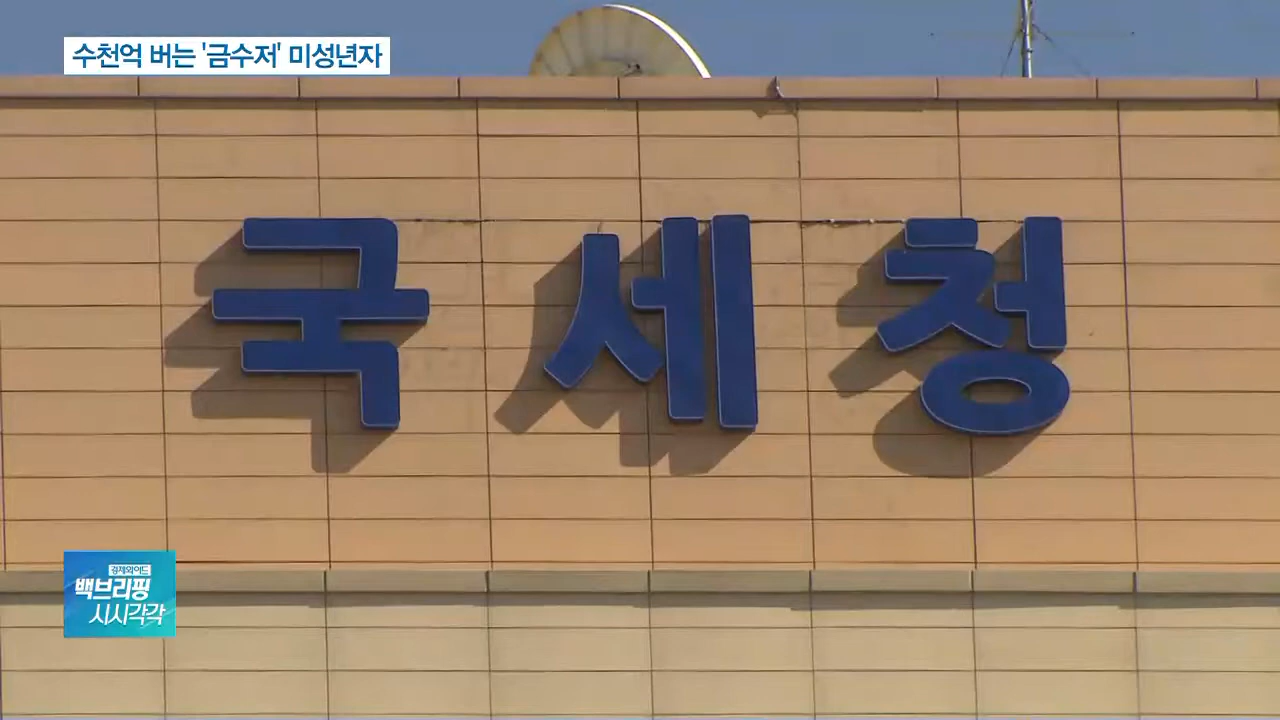 수천억 버는 '금수저' 미성년자
국세청
경제와이드
백브리핑
시시각각